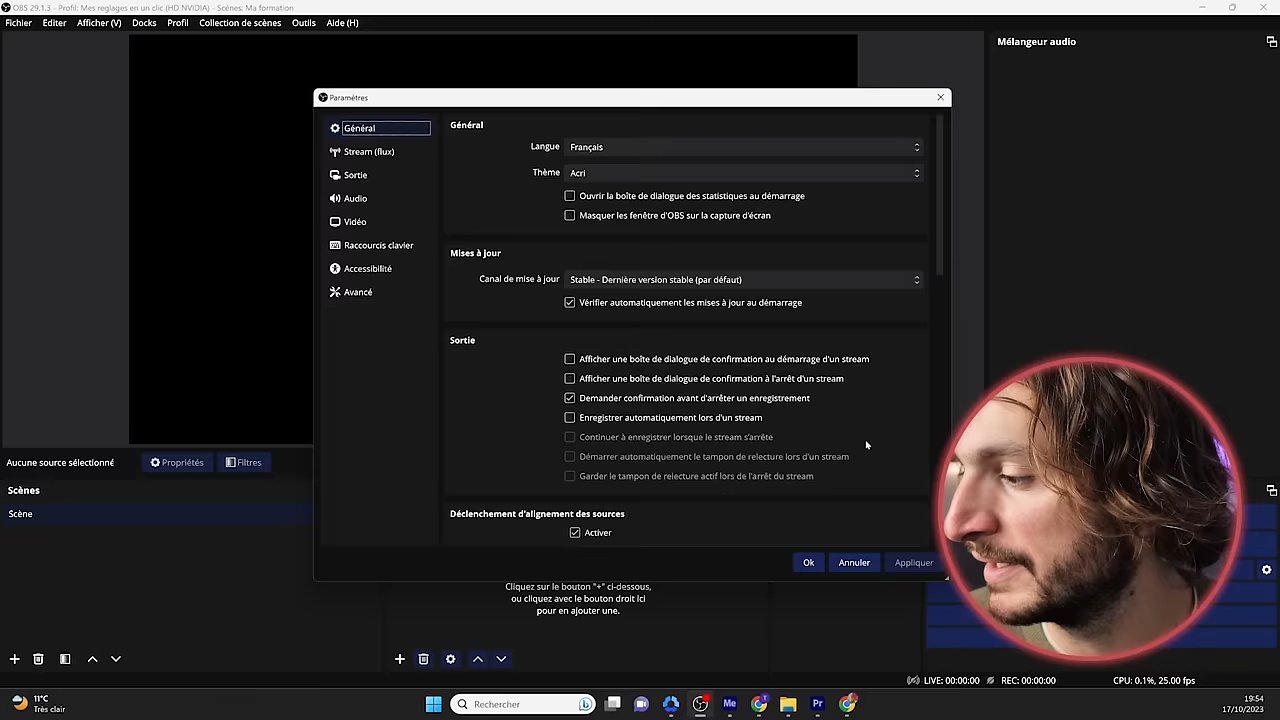 OBS 29.1.3 - Profil: Mes reglages en un clic (HD NVIDIA) - Scènes: Ma formation
Fichier Editer Afficher (V) Docks Profil Collection de scènes Outils Aide (H)
Mélangeur audio
Paramètres
Général
Stream (flux)
Sortie
Audio
Vidéo
Raccourcis clavier
Accessibilité
Avancé
Général
Langue Français
Thème Acri
Ouvrir la boîte de dialogue des statistiques au démarrage
Masquer les fenêtre d'OBS sur la capture d'écran
Mises à jour
Canal de mise à jour Stable - Dernière version stable (par défaut)
Vérifier automatiquement les mises à jour au démarrage
Sortie
Afficher une boîte de dialogue de confirmation au démarrage d'un stream
Afficher une boîte de dialogue de confirmation à l'arrêt d'un stream
Demander confirmation avant d'arrêter un enregistrement
Enregistrer automatiquement lors d'un stream
Continuer à enregistrer lorsque le stream s'arrête
Démarrer automatiquement le tampon de relecture lors d'un stream
Garder le tampon de relecture actif lors de l'arrêt du stream
Déclenchement d'alignement des sources
Activer
Ok Annuler Appliquer
Aucune source sélectionné Propriétés Filtres
Scènes
Scène
Cliquez sur le bouton "+" ci-dessous,
ou cliquez avec le bouton droit ici
pour en ajouter une.
LIVE: 00:00:00 REC: 00:00:00 CPU: 0.1%, 25.00 fps
11°C
Très clair
Rechercher
Me
Pr
19:54
17/10/2023